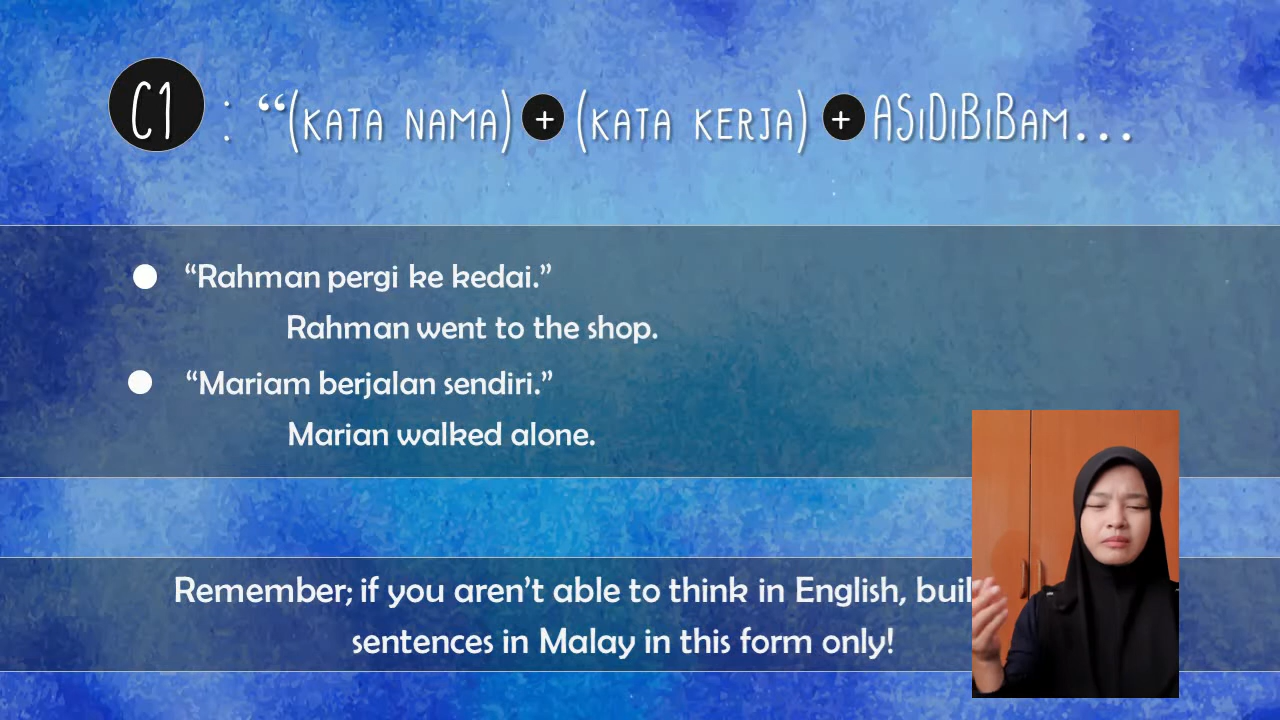 C1 : “(KATA NAMA) + (KATA KERJA) + ASiDiBiBAM...
“Rahman pergi ke kedai.”
Rahman went to the shop.
“Mariam berjalan sendiri.”
Marian walked alone.
Remember; if you aren’t able to think in English,
sentences in Malay in this form only!